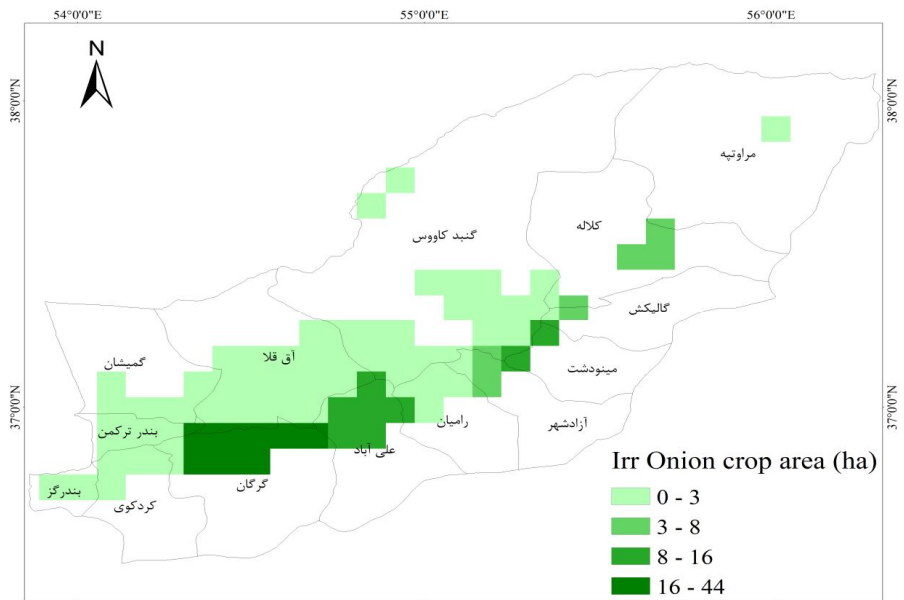 54°0'0"E 55°0'0"E 56°0'0"E
N
38°0'0"N 38°0'0"N
مراوتپه
کلاله
گنبد کاووس
گالیکش
آق قلا
گمیشان
مینودشت
37°0'0"N 37°0'0"N
رامیان
آزادشهر
بندر ترکمن
علی آباد
گرگان
بندرگز
کردکوی
Irr Onion crop area (ha)
0 - 3
3 - 8
8 - 16
16 - 44